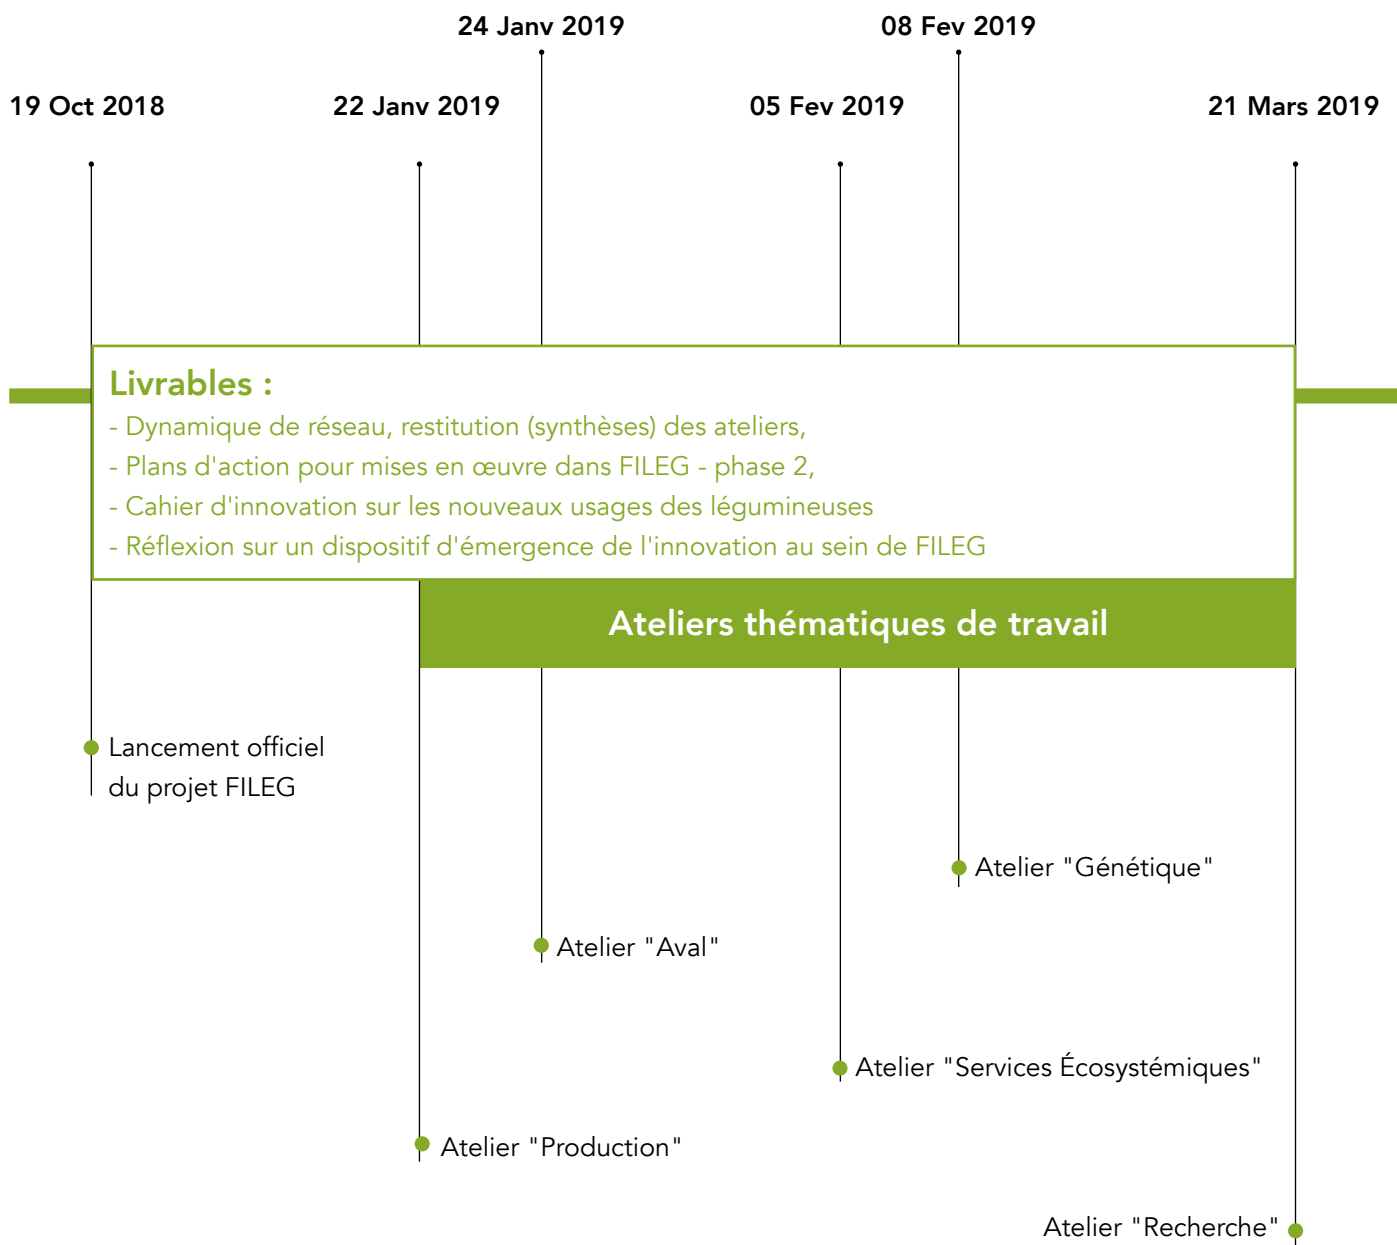 24 Janv 2019
08 Fev 2019
19 Oct 2018
22 Janv 2019
05 Fev 2019
21 Mars 2019
Livrables :
- Dynamique de réseau, restitution (synthèses) des ateliers,
- Plans d'action pour mises en œuvre dans FILEG - phase 2,
- Cahier d'innovation sur les nouveaux usages des légumineuses
- Réflexion sur un dispositif d'émergence de l'innovation au sein de FILEG
Ateliers thématiques de travail
Lancement officiel
du projet FILEG
Atelier "Génétique"
Atelier "Aval"
Atelier "Services Écosystémiques"
Atelier "Production"
Atelier "Recherche"